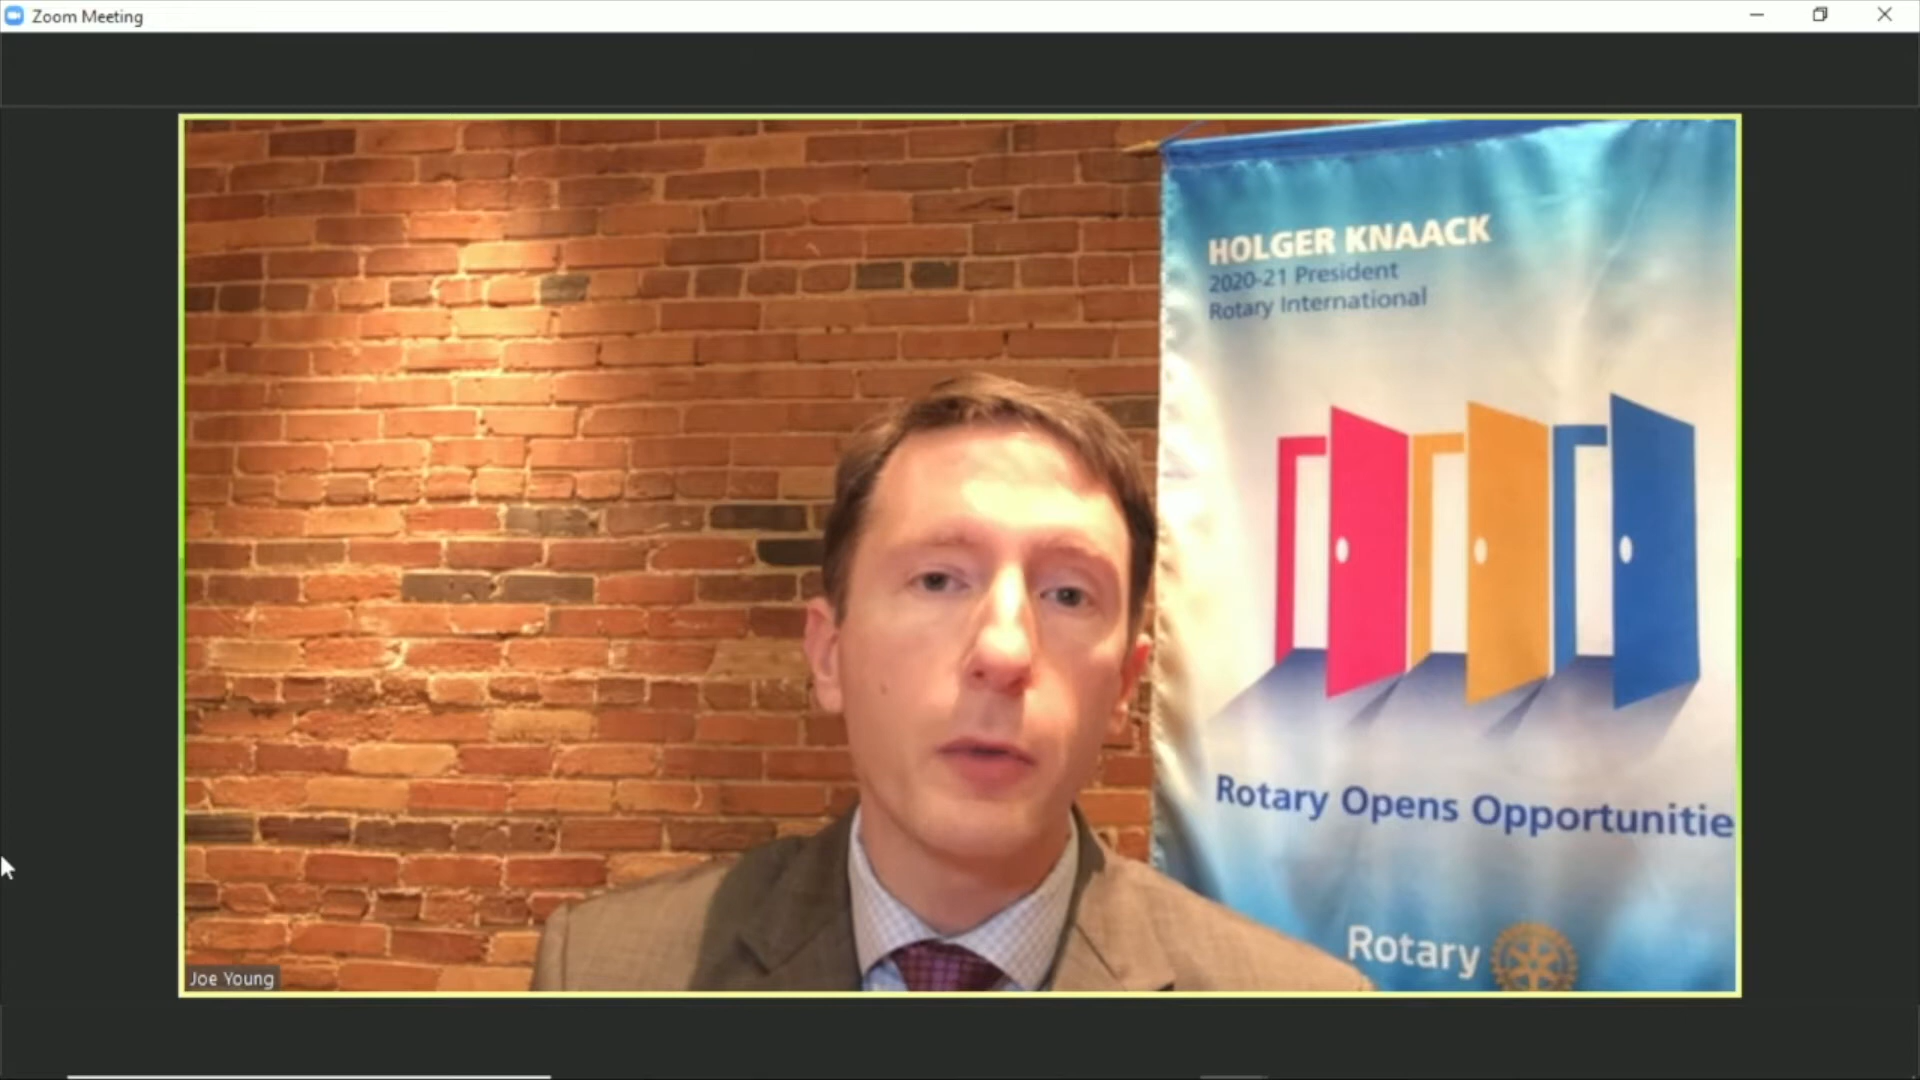 Zoom Meeting
HOLGER KNAACK
2020-21 President
Rotary International
Rotary Opens Opportunitie
Rotary
Joe Young